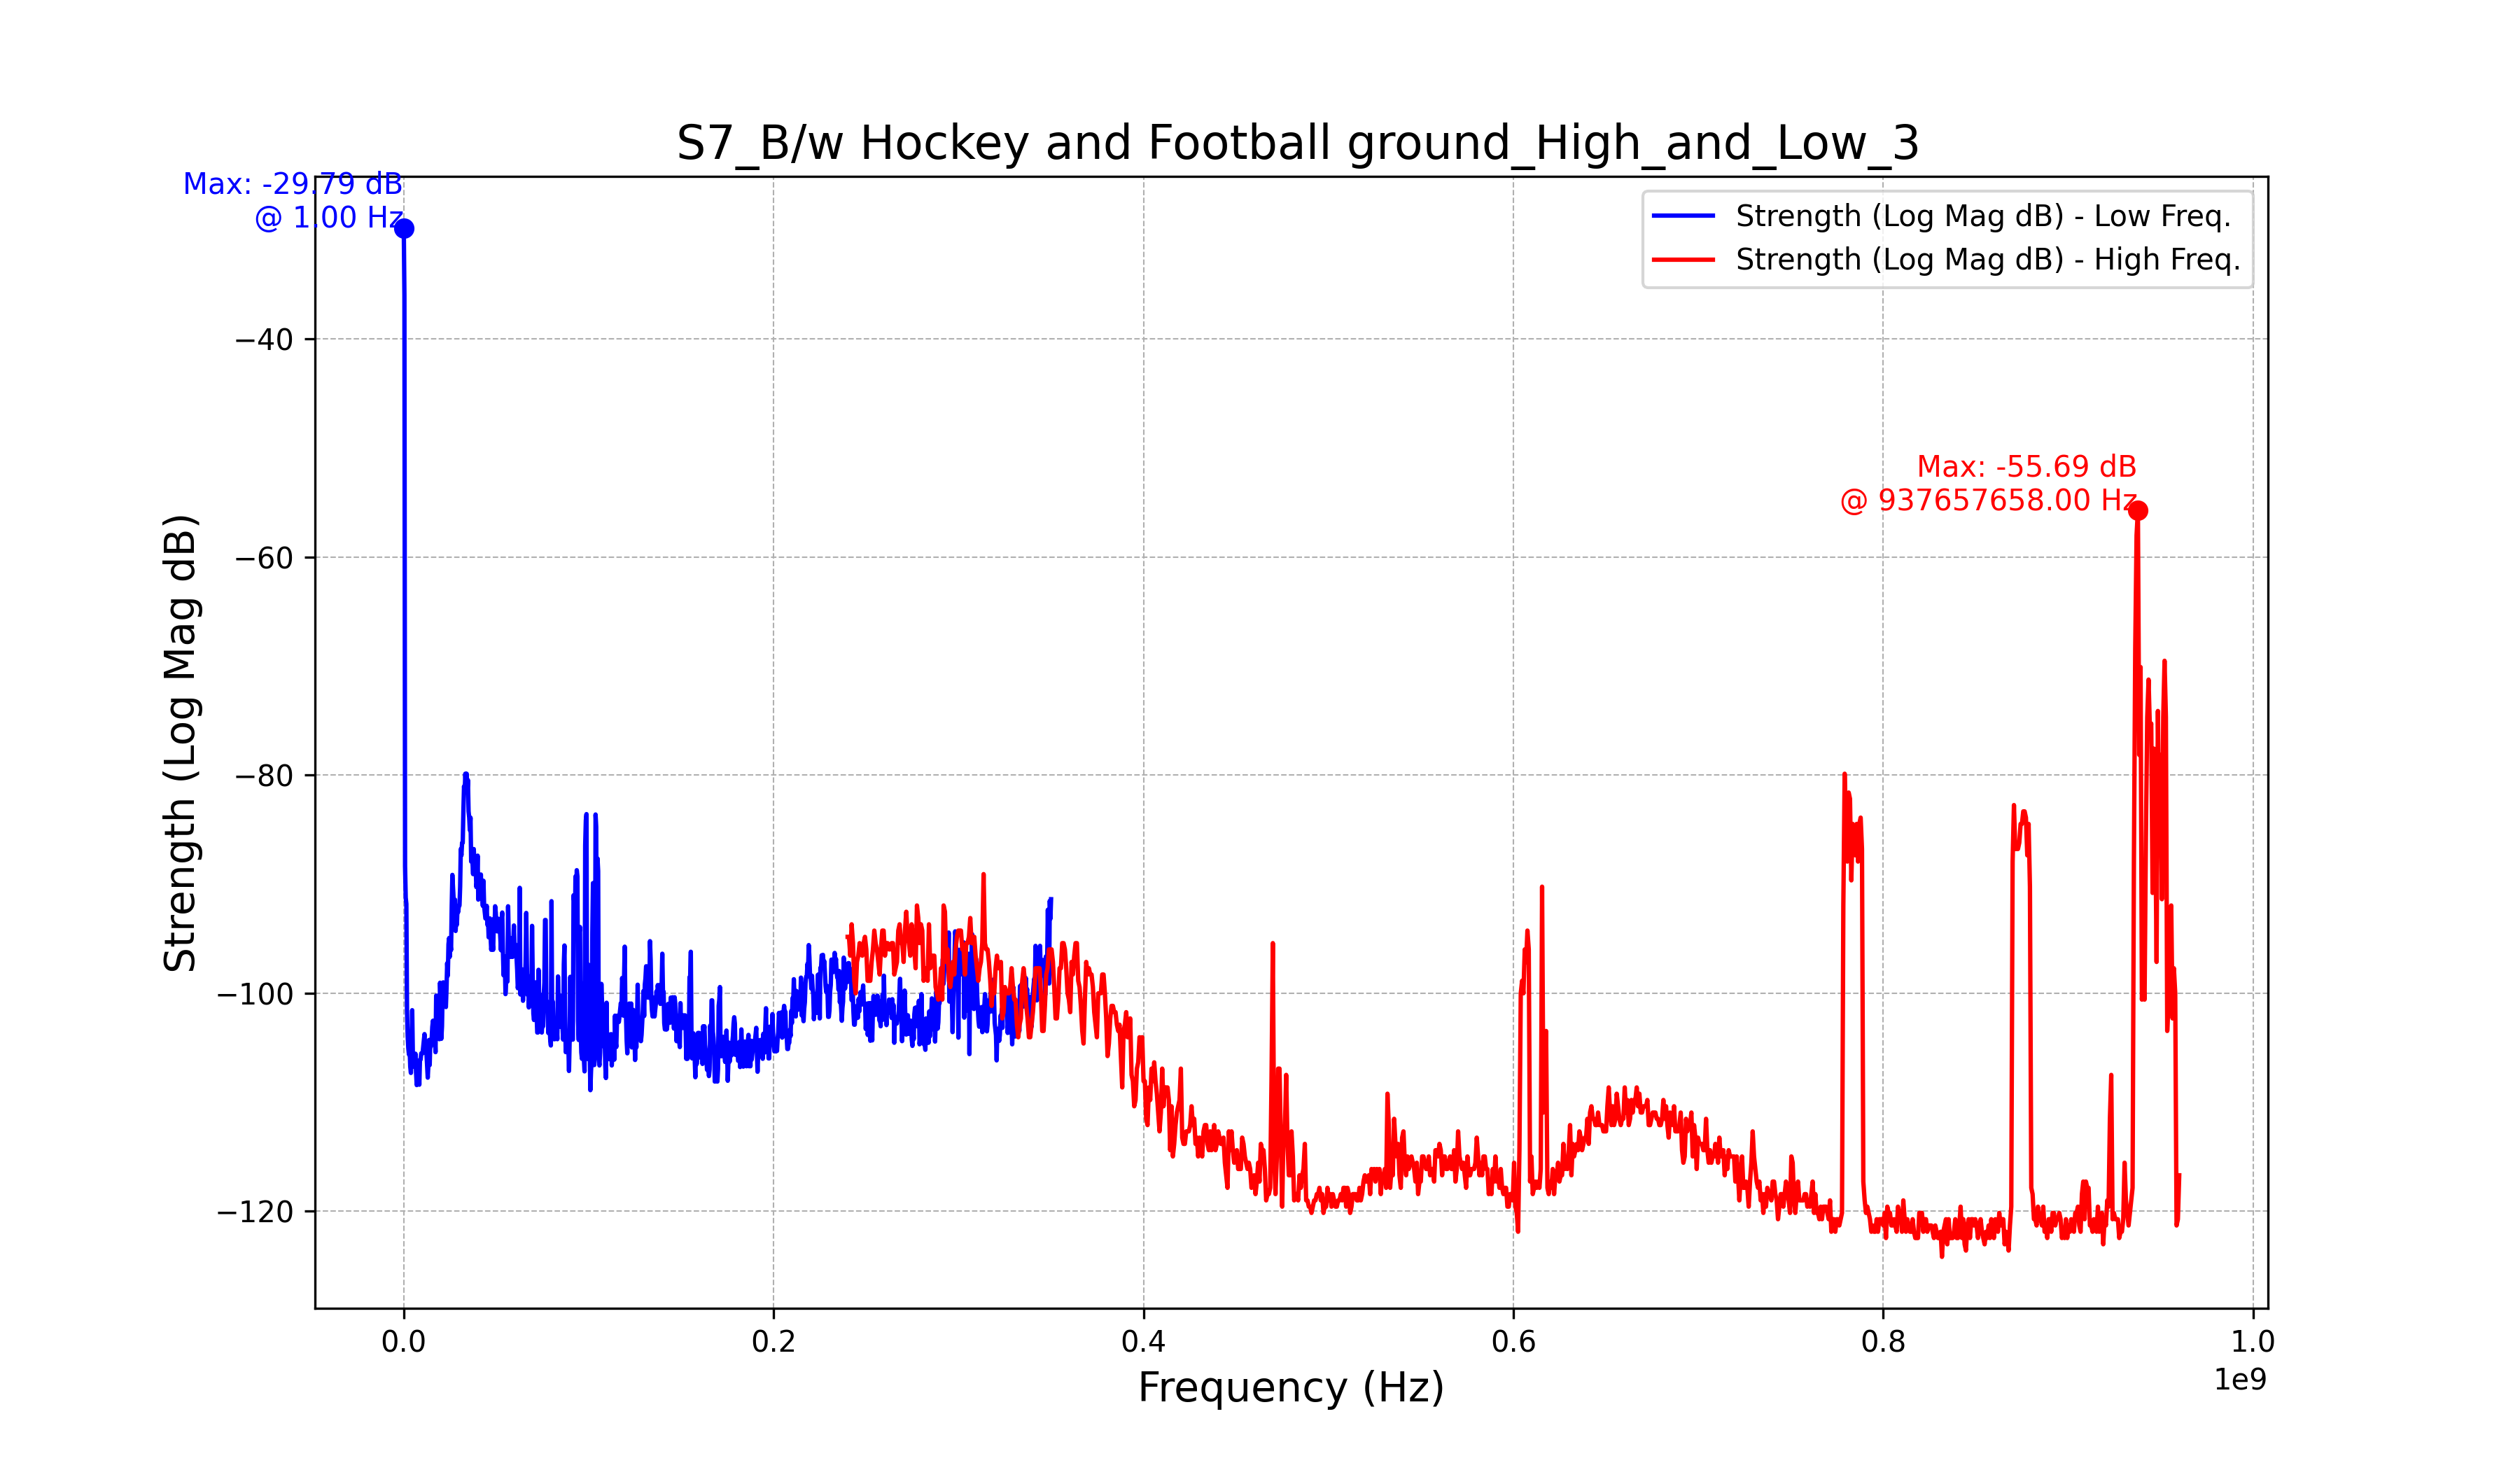 S7_B/w Hockey and Football ground_High_and_Low_3
Max: -29.79 dB
@ 1.00 Hz
Strength (Log Mag dB) - Low Freq.
Strength (Log Mag dB) - High Freq.
Max: -55.69 dB
@ 937657658.00 Hz
Strength (Log Mag dB)
−40
−60
−80
−100
−120
0.0 0.2 0.4 0.6 0.8 1.0
1e9
Frequency (Hz)